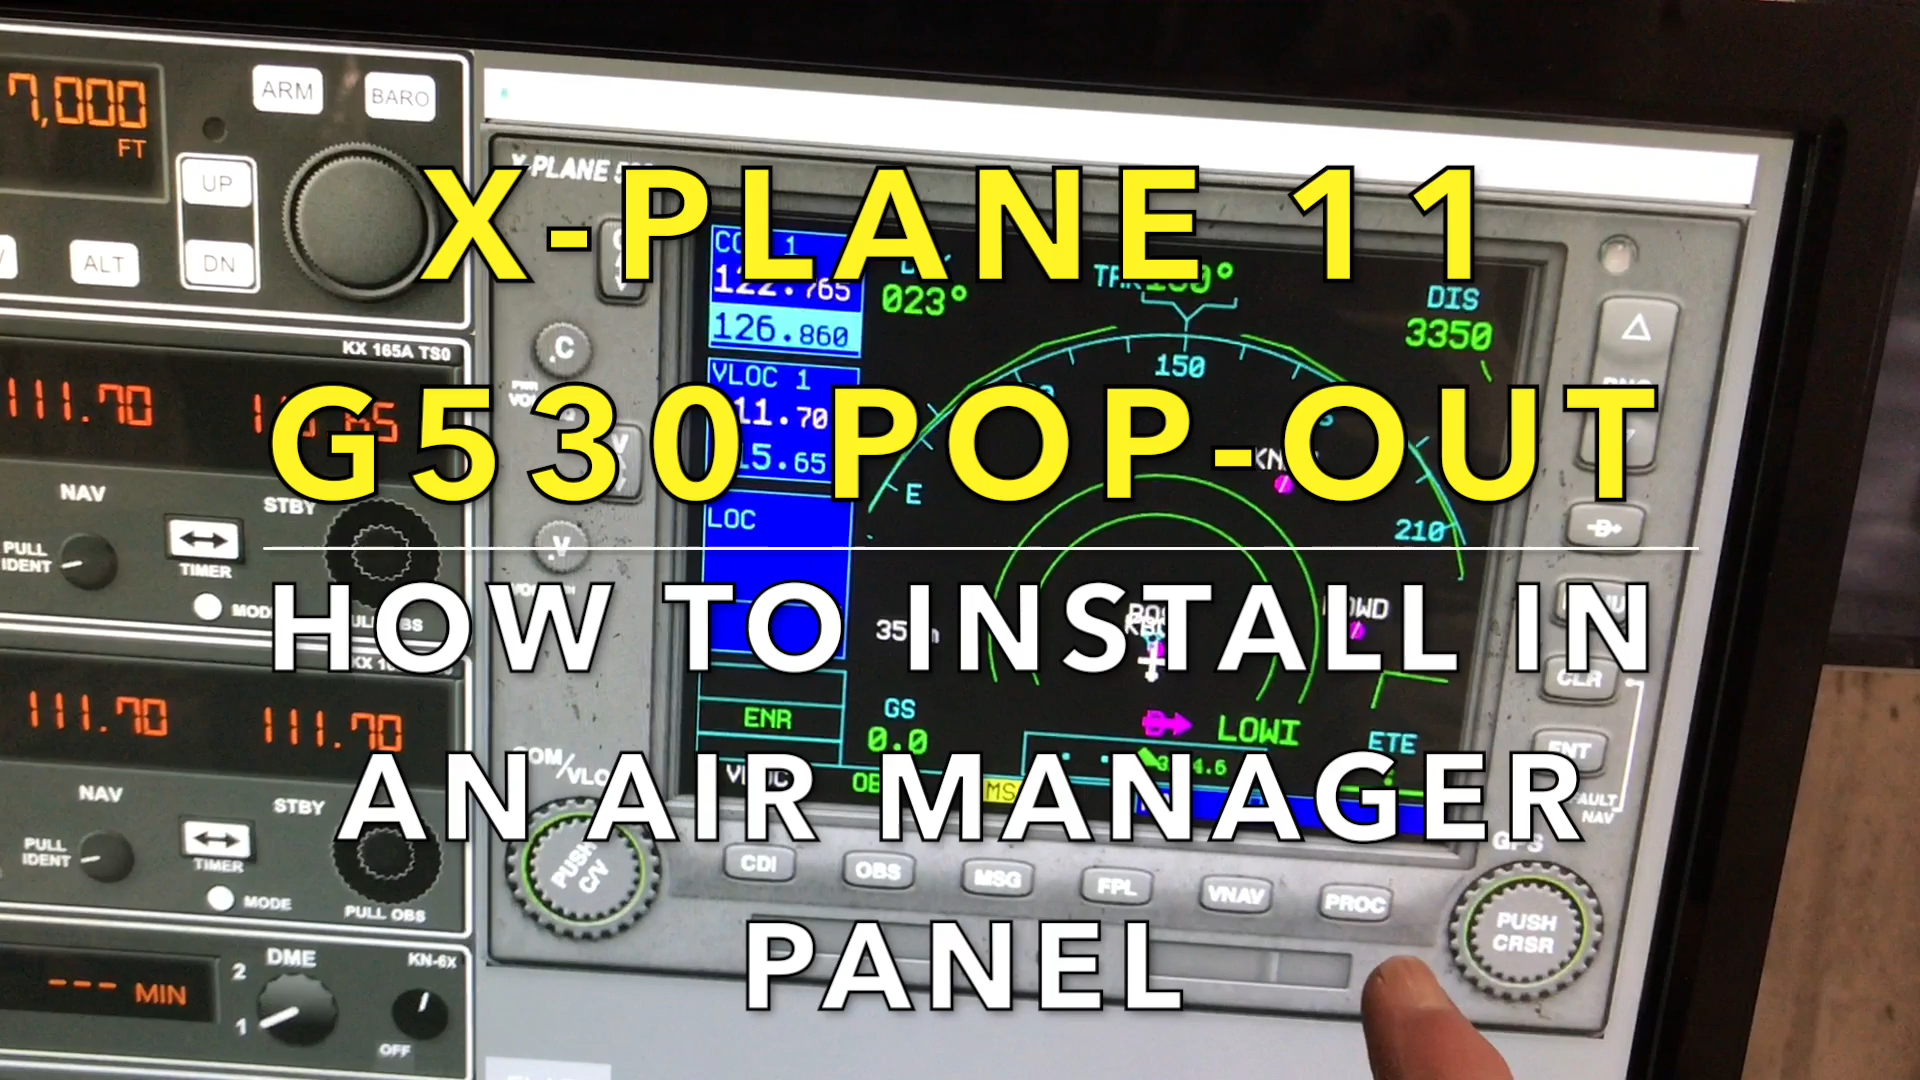 7,000
FT
ARM
BARO
UP
ALT
DN
X-PLANE
X-PLANE 11
G530 POP-OUT
HOW TO INSTALL IN
AN AIR MANAGER
PANEL
KX 165A TSO
111.70
NAV
STBY
PULL
IDENT
TIMER
MODE
111.70
111.70
NAV
STBY
PULL
IDENT
TIMER
MODE
PULL OBS
DME
KN-6X
2
1
--- MIN
OFF
C
V
126.860
023°
DIS
3350
VLOC 1
150
E
210
LOC
ENR
GS
0.0
LOWI
ETE
CLR
ENT
NAV
GPS
PUSH
C/V
CDI
OBS
MSG
FPL
VNAV
PROC
PUSH
CRSR